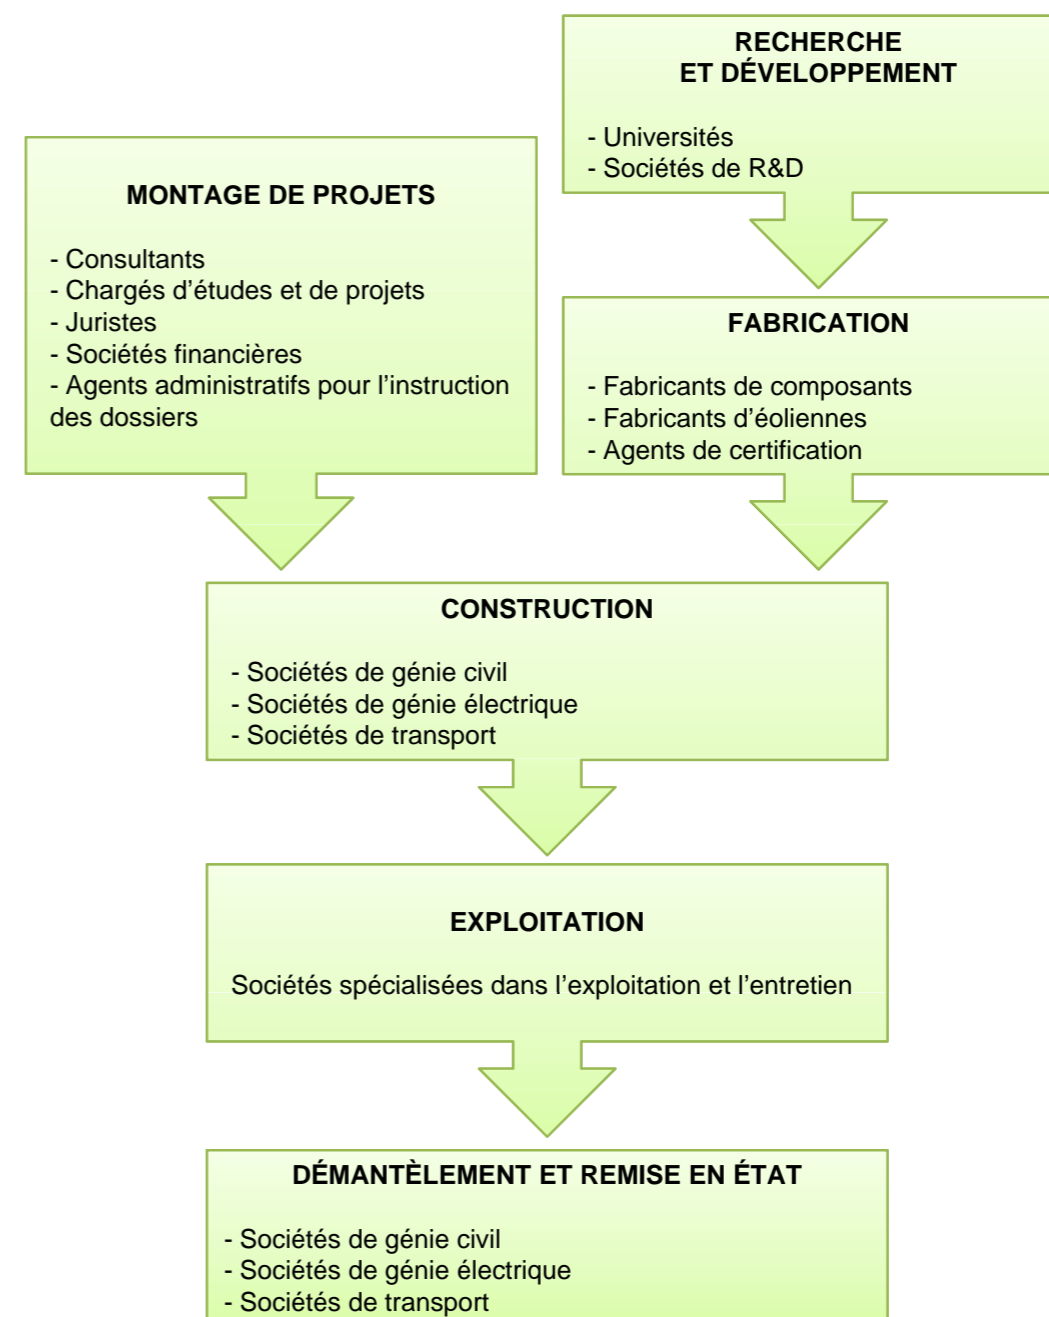 RECHERCHE
ET DÉVELOPPEMENT
- Universités
- Sociétés de R&D
MONTAGE DE PROJETS
- Consultants
- Chargés d’études et de projets
- Juristes
- Sociétés financières
- Agents administratifs pour l’instruction
des dossiers
FABRICATION
- Fabricants de composants
- Fabricants d’éoliennes
- Agents de certification
CONSTRUCTION
- Sociétés de génie civil
- Sociétés de génie électrique
- Sociétés de transport
EXPLOITATION
Sociétés spécialisées dans l’exploitation et l’entretien
DÉMANTÈLEMENT ET REMISE EN ÉTAT
- Sociétés de génie civil
- Sociétés de génie électrique
- Sociétés de transport